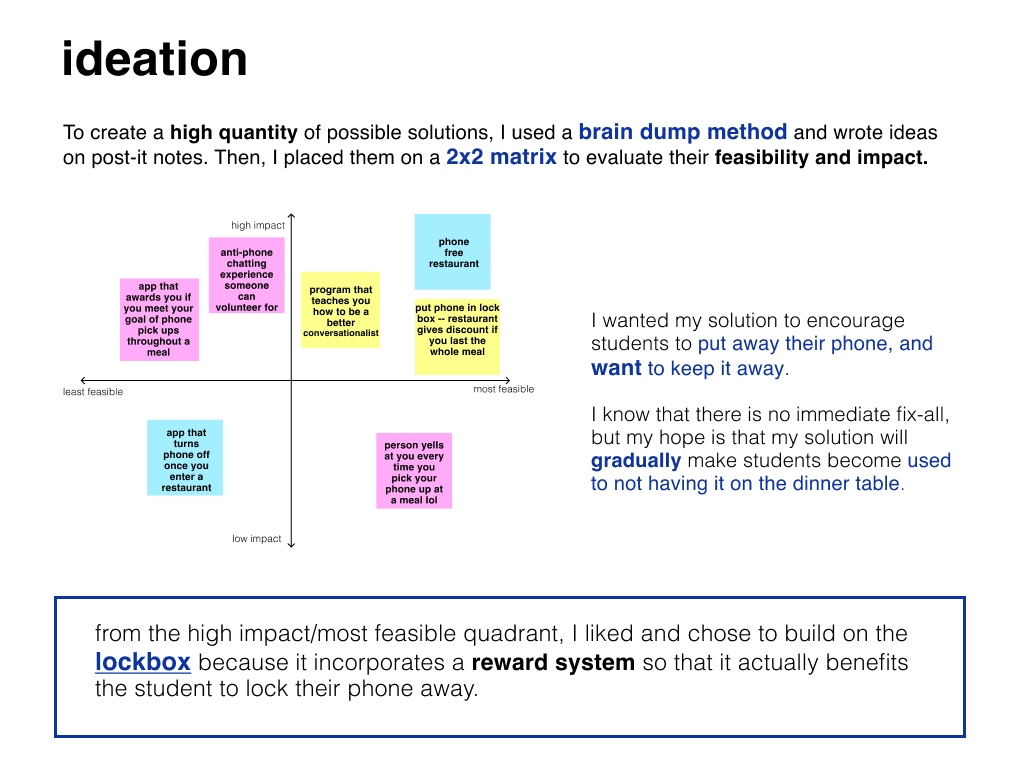 ideation
To create a high quantity of possible solutions, I used a brain dump method and wrote ideas
on post-it notes. Then, I placed them on a 2x2 matrix to evaluate their feasibility and impact.
high impact
phone
free
restaurant
anti-phone
chatting
experience
someone
can
volunteer for
app that
awards you if
you meet your
goal of phone
pick ups
throughout a
meal
program that
teaches you
how to be a
better
conversationalist
put phone in lock
box -- restaurant
gives discount if
you last the
whole meal
least feasible
most feasible
app that
turns
phone off
once you
enter a
restaurant
person yells
at you every
time you
pick your
phone up at
a meal lol
low impact
I wanted my solution to encourage
students to put away their phone, and
want to keep it away.
I know that there is no immediate fix-all,
but my hope is that my solution will
gradually make students become used
to not having it on the dinner table.
from the high impact/most feasible quadrant, I liked and chose to build on the
lockbox because it incorporates a reward system so that it actually benefits
the student to lock their phone away.